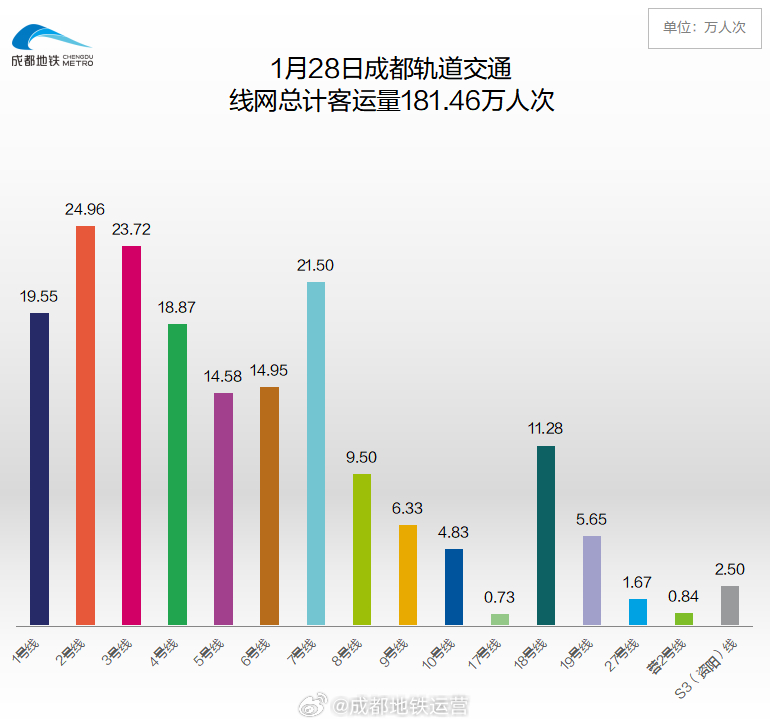 单位：万人次
成都地铁 CHENGDU METRO
1月28日成都轨道交通
线网总计客运量181.46万人次
24.96
23.72
21.50
19.55
18.87
14.58
14.95
11.28
9.50
6.33
5.65
4.83
2.50
1.67
0.84
0.73
1号线
2号线
3号线
4号线
5号线
6号线
7号线
8号线
9号线
10号线
17号线
18号线
19号线
27号线
蓉2号线
S3（资阳）线
@成都地铁运营